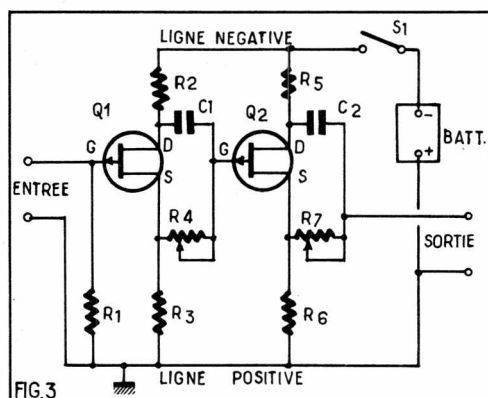 LIGNE NEGATIVE
S1
R2
R5
Q1
C1
Q2
C2
-
BATT.
+
G
D
S
G
D
S
ENTREE
R4
R7
SORTIE
R1
R3
R6
LIGNE POSITIVE
FIG.3